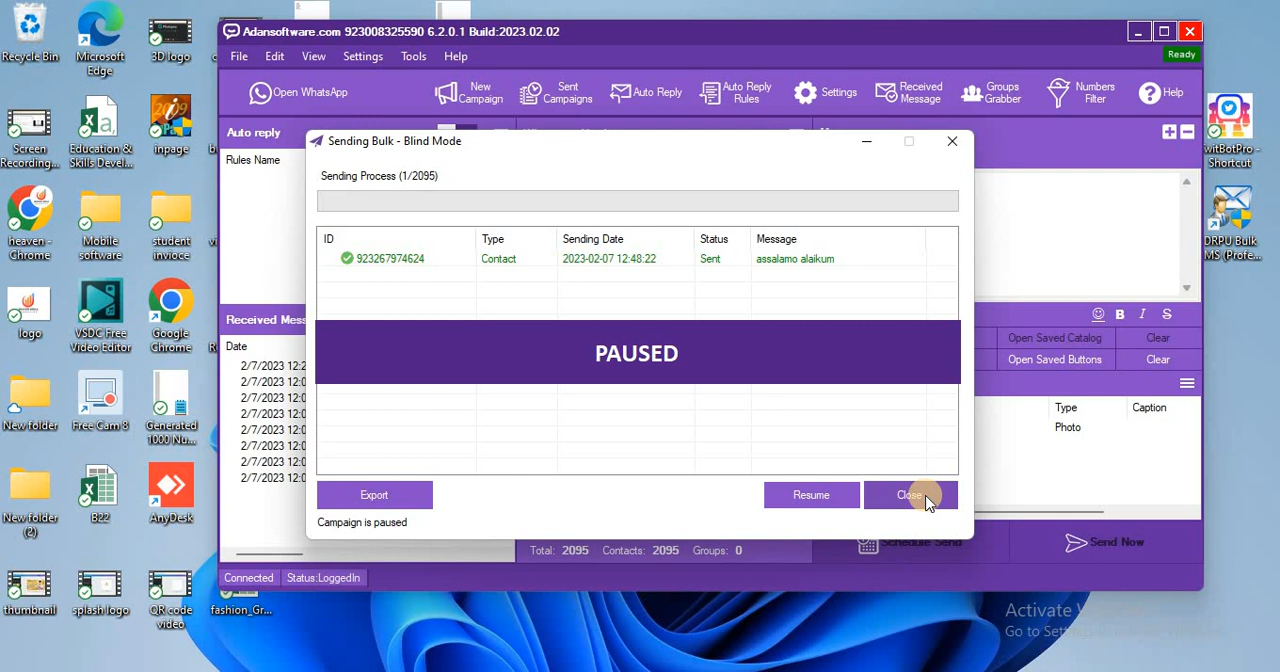 Recycle Bin
Microsoft
Edge
3D logo
Screen
Recording...
Education &
Skills Devel...
inpage
heaven -
Chrome
Mobile
software
student
invioce
logo
VSDC Free
Video Editor
Google
Chrome
New folder
Free Cam 8
Generated
1000 Nu...
New folder
(2)
B22
AnyDesk
thumbnail
splash logo
QR code
video
fashion_Gr...
witBotPro -
Shortcut
DRPU Bulk
MS (Profe...
Adansoftware.com 923008325590 6.2.0.1 Build:2023.02.02
Ready
File Edit View Settings Tools Help
Open WhatsApp
New
Campaign
Sent
Campaigns
Auto Reply
Auto Reply
Rules
Settings
Received
Message
Groups
Grabber
Numbers
Filter
Help
Auto reply
Rules Name
Sending Bulk - Blind Mode
Sending Process (1/2095)
ID Type Sending Date Status Message
923267974624 Contact 2023-02-07 12:48:22 Sent assalamo alaikum
PAUSED
Export Resume Close
Campaign is paused
Received Mess
Date
2/7/2023 12:2
2/7/2023 12:0
2/7/2023 12:0
2/7/2023 12:0
2/7/2023 12:0
2/7/2023 12:0
2/7/2023 12:0
2/7/2023 12:0
B I S
Open Saved Catalog Clear
Open Saved Buttons Clear
Type Caption
Photo
Total: 2095 Contacts: 2095 Groups: 0
Schedule Send
Send Now
Connected Status:LoggedIn
Activate
Go to